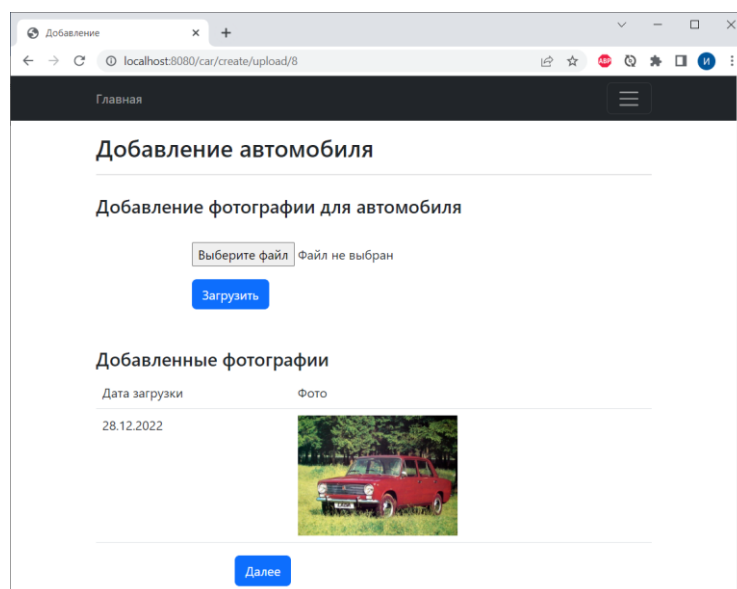 Добавление
localhost:8080/car/create/upload/8
ABP
И
Главная
Добавление автомобиля
Добавление фотографии для автомобиля
Выберите файл Файл не выбран
Загрузить
Добавленные фотографии
Дата загрузки Фото
28.12.2022
Далее